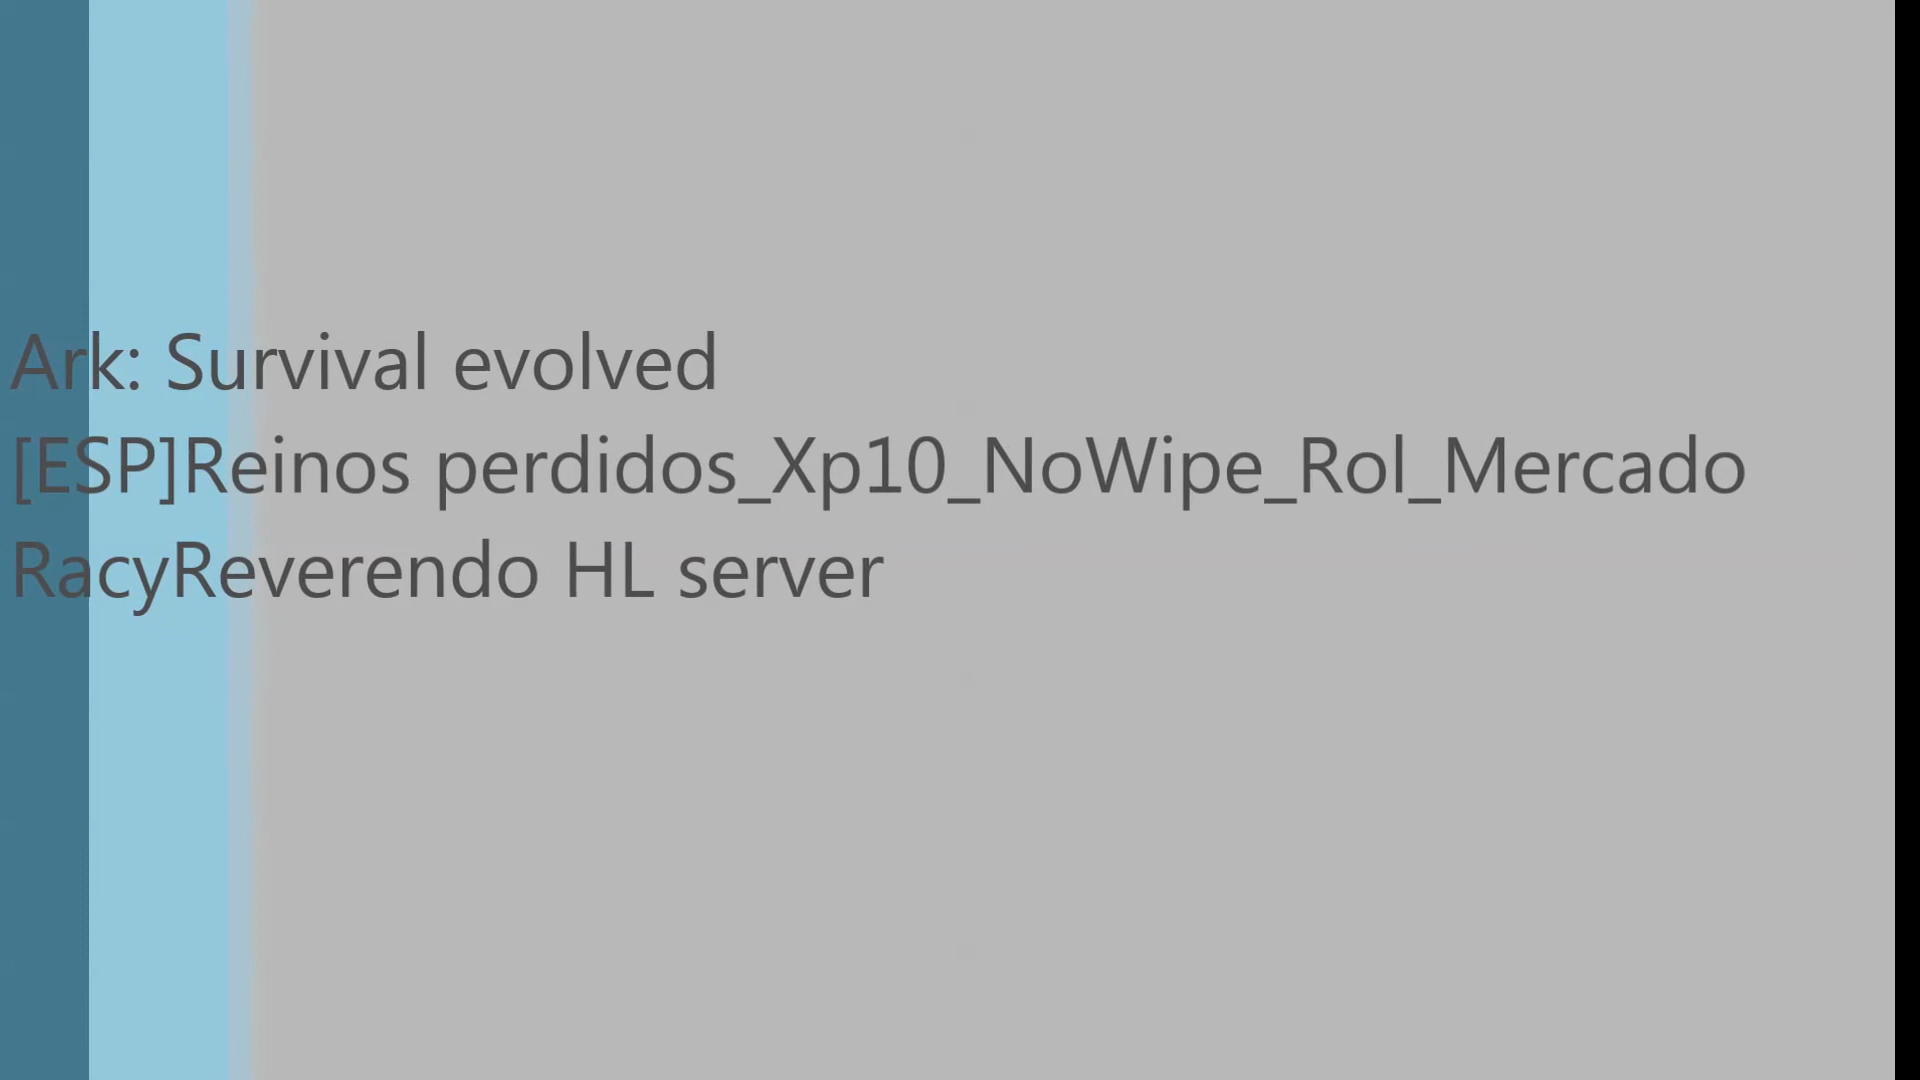 Ark: Survival evolved
[ESP]Reinos perdidos_Xp10_NoWipe_Rol_Mercado
RacyReverendo HL server